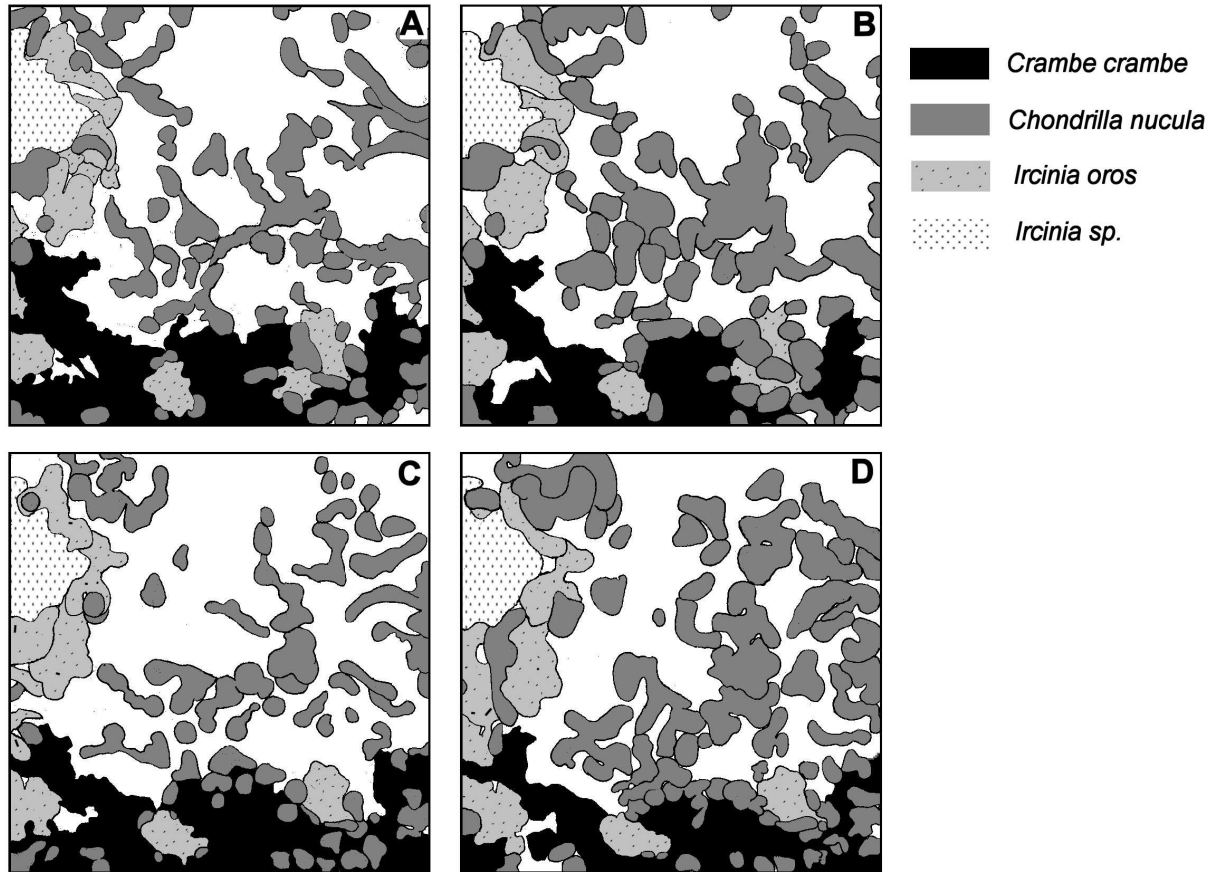 A
B
Crambe crambe
Chondrilla nucula
Ircinia oros
Ircinia sp.
C
D